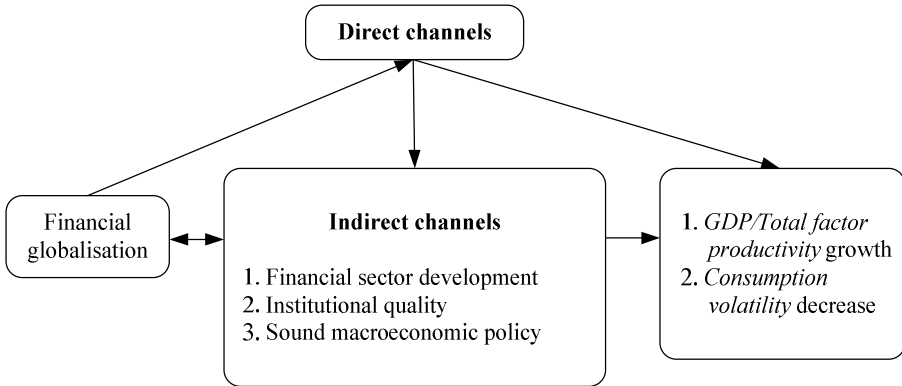 Direct channels
Financial
globalisation
Indirect channels
1. Financial sector development
2. Institutional quality
3. Sound macroeconomic policy
1. GDP/Total factor
productivity growth
2. Consumption
volatility decrease